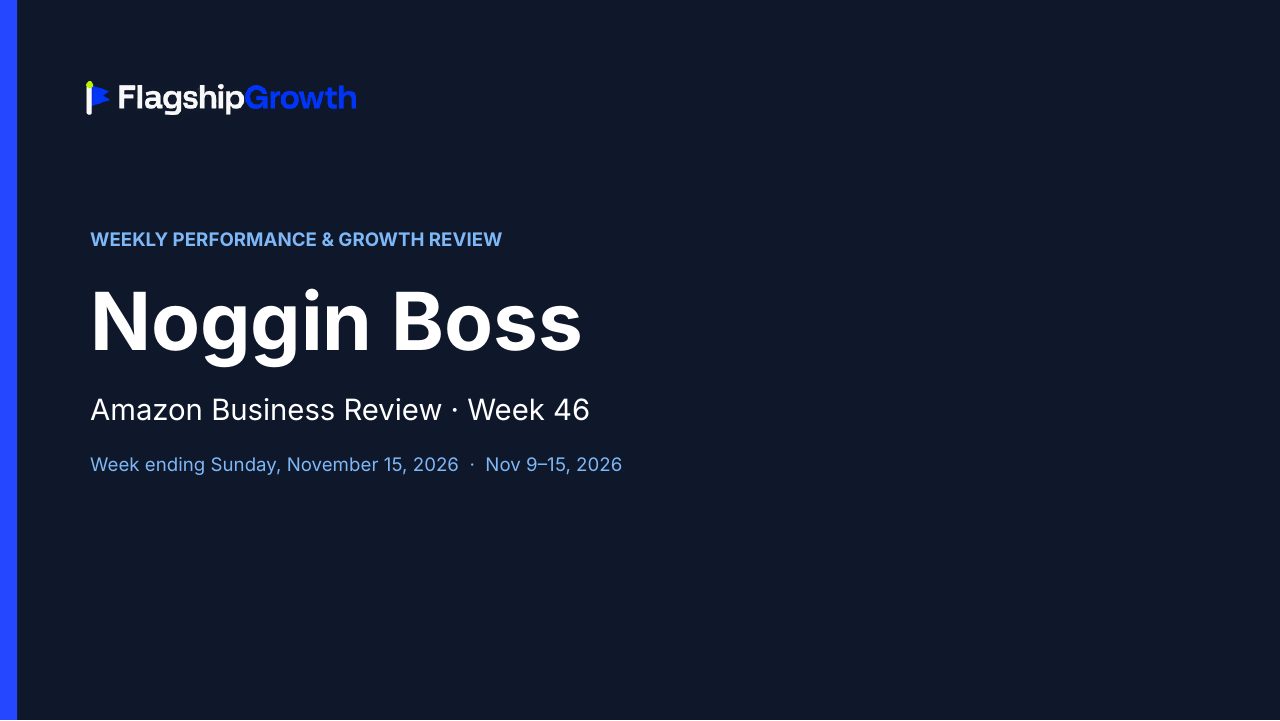 FlagshipGrowth
WEEKLY PERFORMANCE & GROWTH REVIEW
Noggin Boss
Amazon Business Review · Week 46
Week ending Sunday, November 15, 2026 · Nov 9–15, 2026